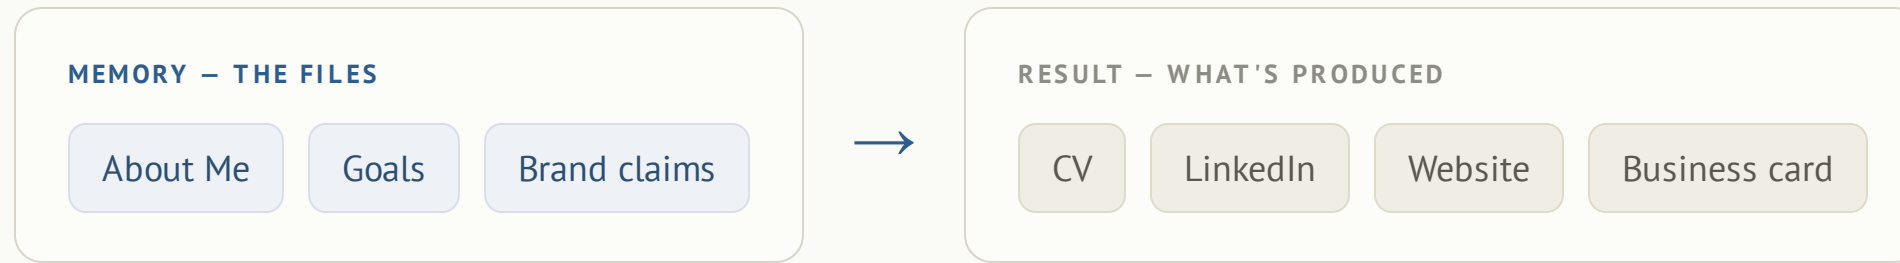 MEMORY — THE FILES
About Me
Goals
Brand claims
→
RESULT — WHAT'S PRODUCED
CV
LinkedIn
Website
Business card